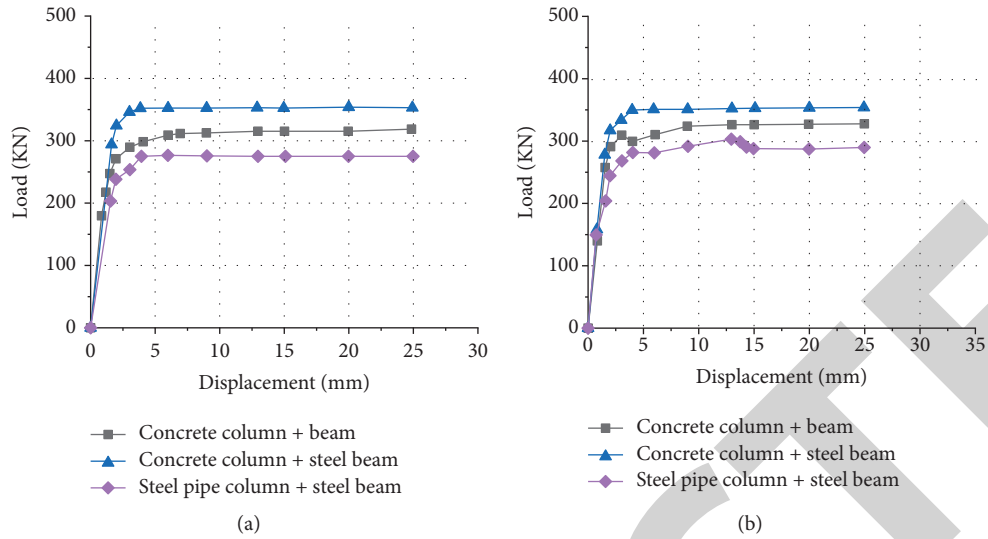 500
400
300
200
100
0
Load (KN)
0 5 10 15 20 25 30
Displacement (mm)
Concrete column + beam
Concrete column + steel beam
Steel pipe column + steel beam
(a)
500
400
300
200
100
0
Load (KN)
0 5 10 15 20 25 30 35
Displacement (mm)
Concrete column + beam
Concrete column + steel beam
Steel pipe column + steel beam
(b)